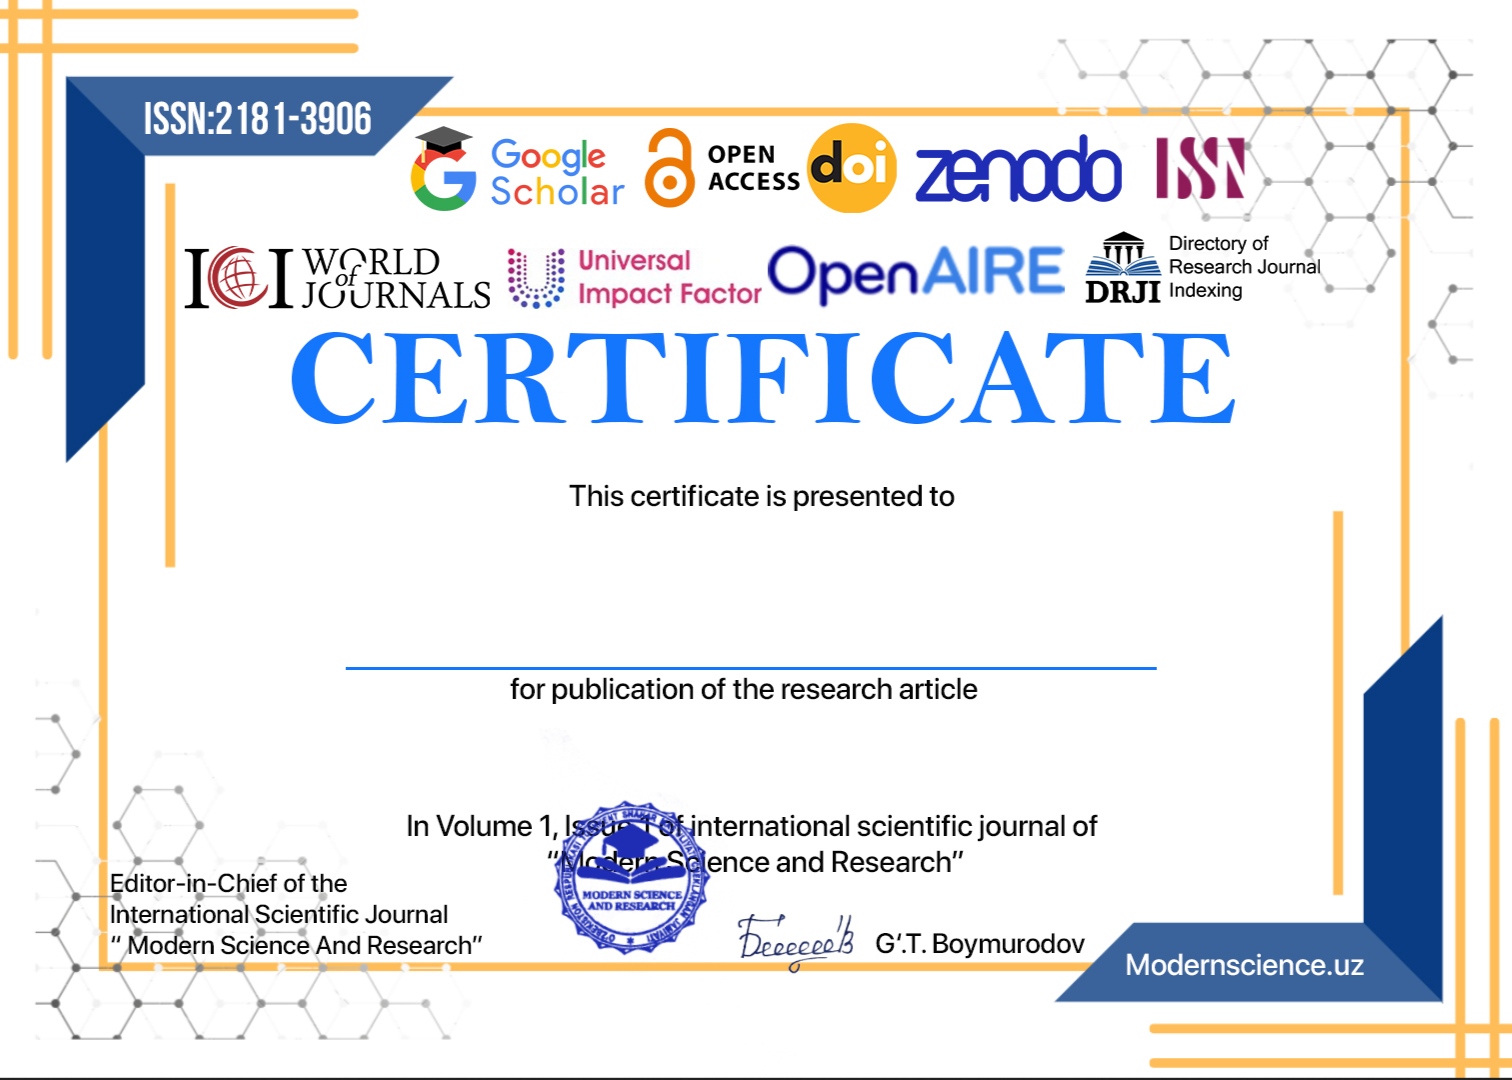 ISSN:2181-3906
Google Scholar
OPEN ACCESS
doi
zenodo
ISSN
ICI WORLD of JOURNALS
Universal Impact Factor
OpenAIRE
DRJI
Directory of
Research Journal
Indexing
CERTIFICATE
This certificate is presented to
for publication of the research article
In Volume 1, Issue 1 of international scientific journal of
“Modern Science and Research”
MODERN SCIENCE
AND RESEARCH
Editor-in-Chief of the
International Scientific Journal
“ Modern Science And Research”
G‘.T. Boymurodov
Modernscience.uz